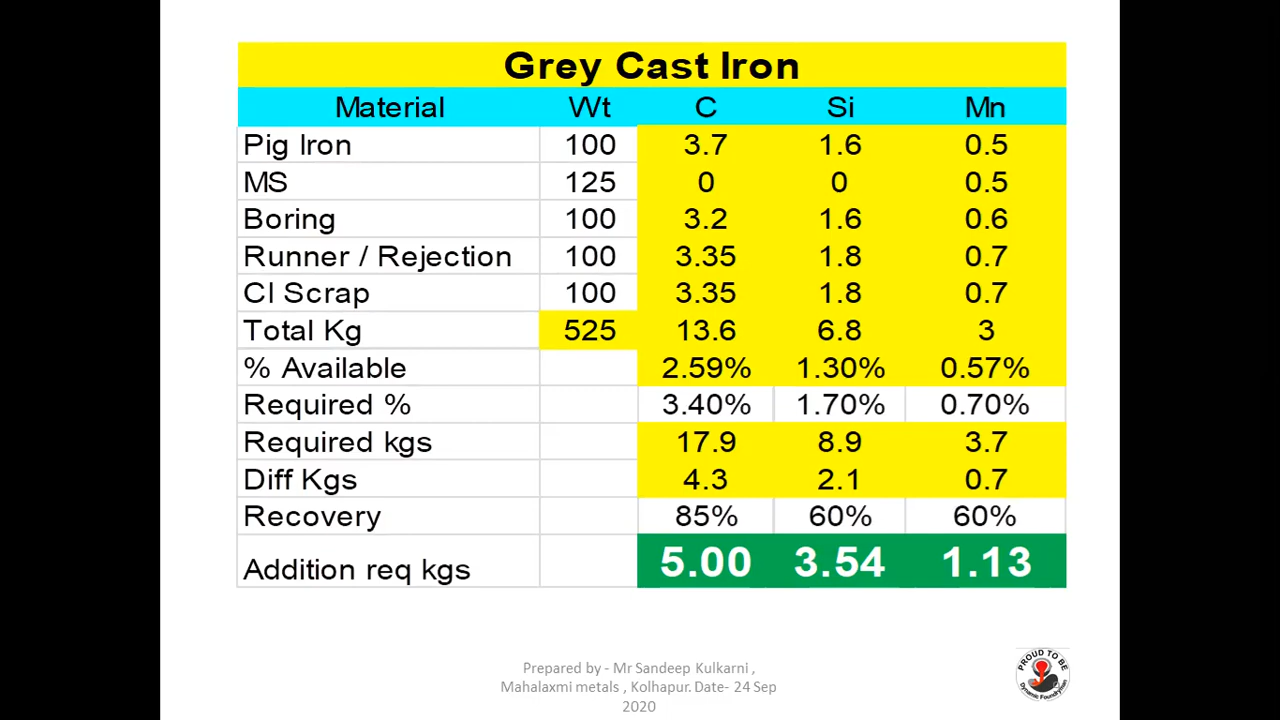 Grey Cast Iron
Material Wt C Si Mn
Pig Iron 100 3.7 1.6 0.5
MS 125 0 0 0.5
Boring 100 3.2 1.6 0.6
Runner / Rejection 100 3.35 1.8 0.7
CI Scrap 100 3.35 1.8 0.7
Total Kg 525 13.6 6.8 3
% Available 2.59% 1.30% 0.57%
Required % 3.40% 1.70% 0.70%
Required kgs 17.9 8.9 3.7
Diff Kgs 4.3 2.1 0.7
Recovery 85% 60% 60%
Addition req kgs 5.00 3.54 1.13
Prepared by - Mr Sandeep Kulkarni ,
Mahalaxmi metals , Kolhapur. Date- 24 Sep
2020
PROUD TO BE
Dynamic Foundryman